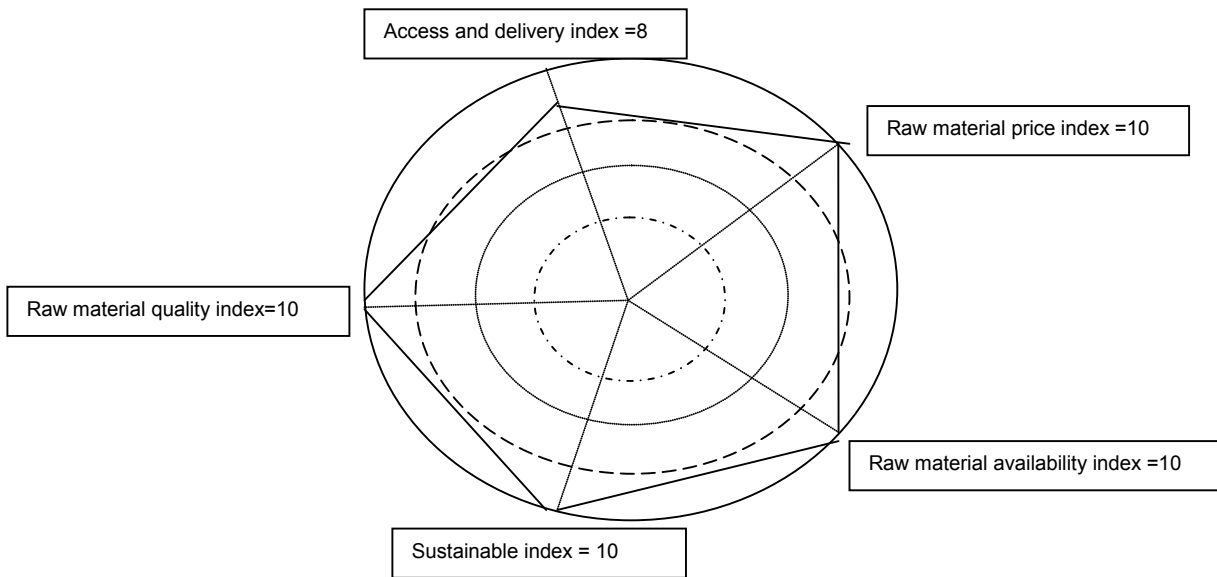 Access and delivery index =8
Raw material price index =10
Raw material quality index=10
Raw material availability index =10
Sustainable index = 10